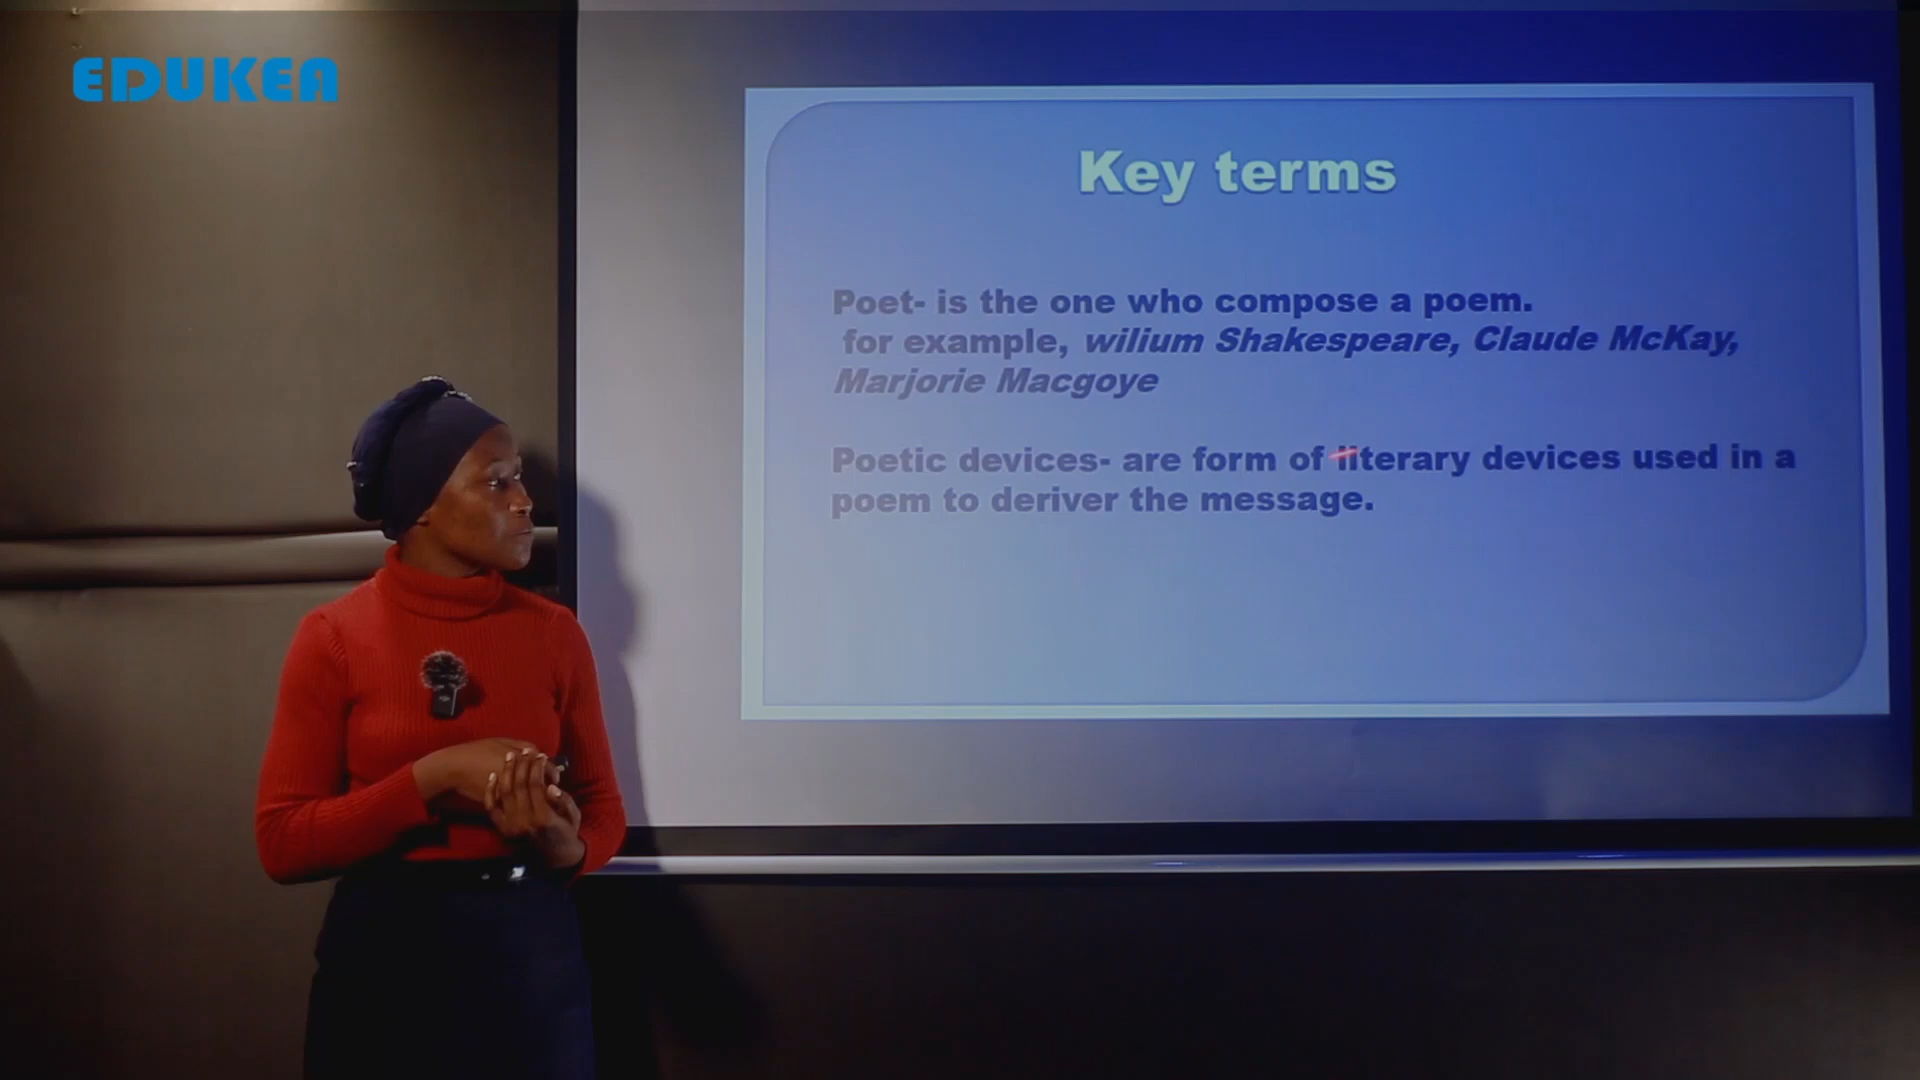 EDUKEA
Key terms
Poet- is the one who compose a poem.
for example, wilium Shakespeare, Claude McKay,
Marjorie Macgoye
Poetic devices- are form of literary devices used in a
poem to deriver the message.